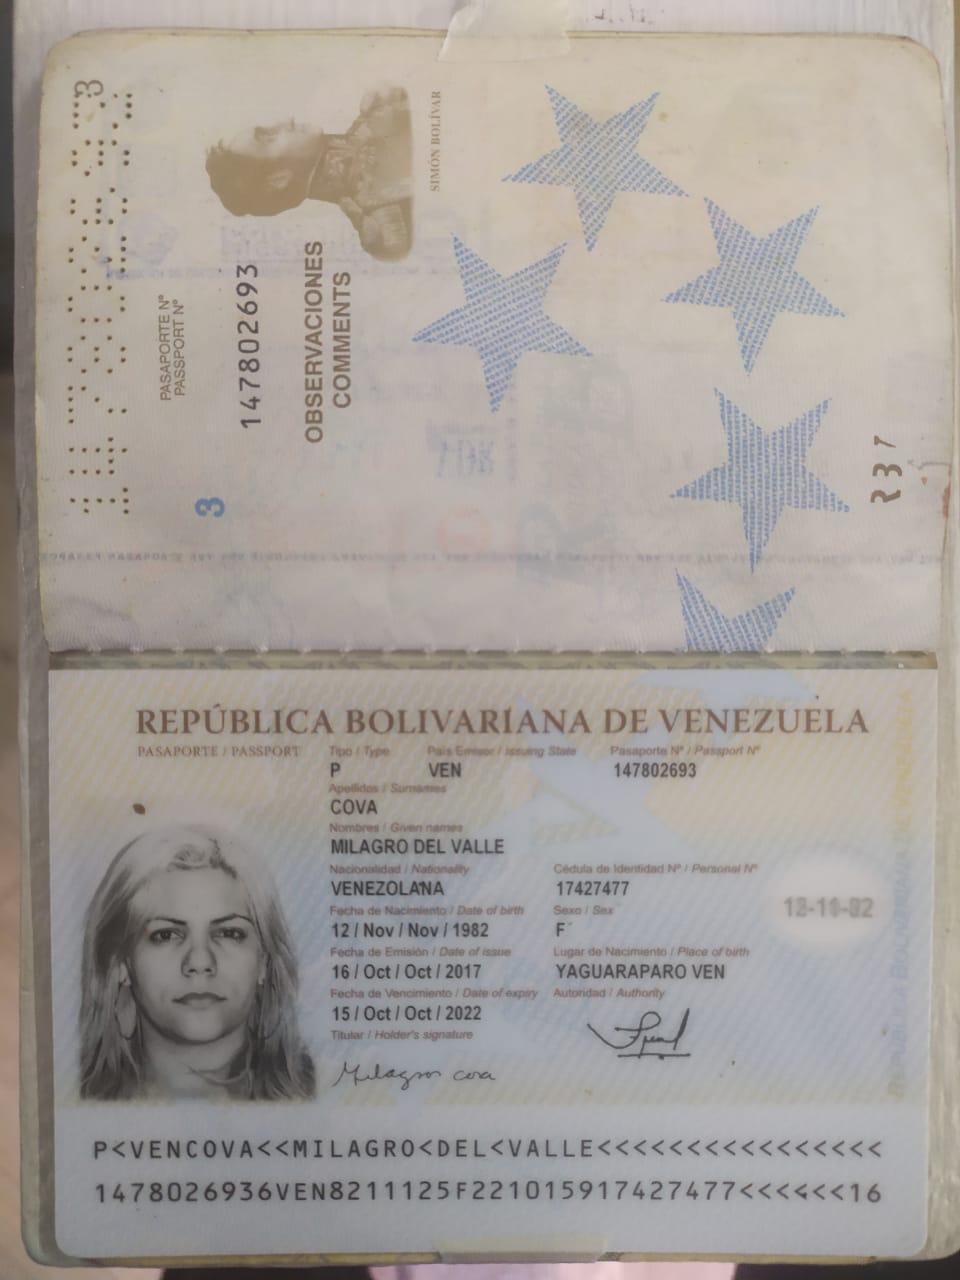 PASAPORTE Nº
PASSPORT Nº
147802693
OBSERVACIONES
COMMENTS
SIMÓN BOLÍVAR
3
REPÚBLICA BOLIVARIANA DE VENEZUELA
PASAPORTE / PASSPORT
Tipo / Type País Emisor / Issuing State Pasaporte Nº / Passport Nº
P VEN 147802693
Apellidos / Surnames
COVA
Nombres / Given names
MILAGRO DEL VALLE
Nacionalidad / Nationality Cédula de Identidad Nº / Personal Nº
VENEZOLANA 17427477
Fecha de Nacimiento / Date of birth Sexo / Sex
12 / Nov / Nov / 1982 F
Fecha de Emisión / Date of issue Lugar de Nacimiento / Place of birth
16 / Oct / Oct / 2017 YAGUARAPARO VEN
Fecha de Vencimiento / Date of expiry Autoridad / Authority
15 / Oct / Oct / 2022
Titular / Holder's signature
Milagros cova
P<VENCOVA<<MILAGRO<DEL<VALLE<<<<<<<<<<<<<<<<
1478026936VEN8211125F221015917427477<<<<<<16